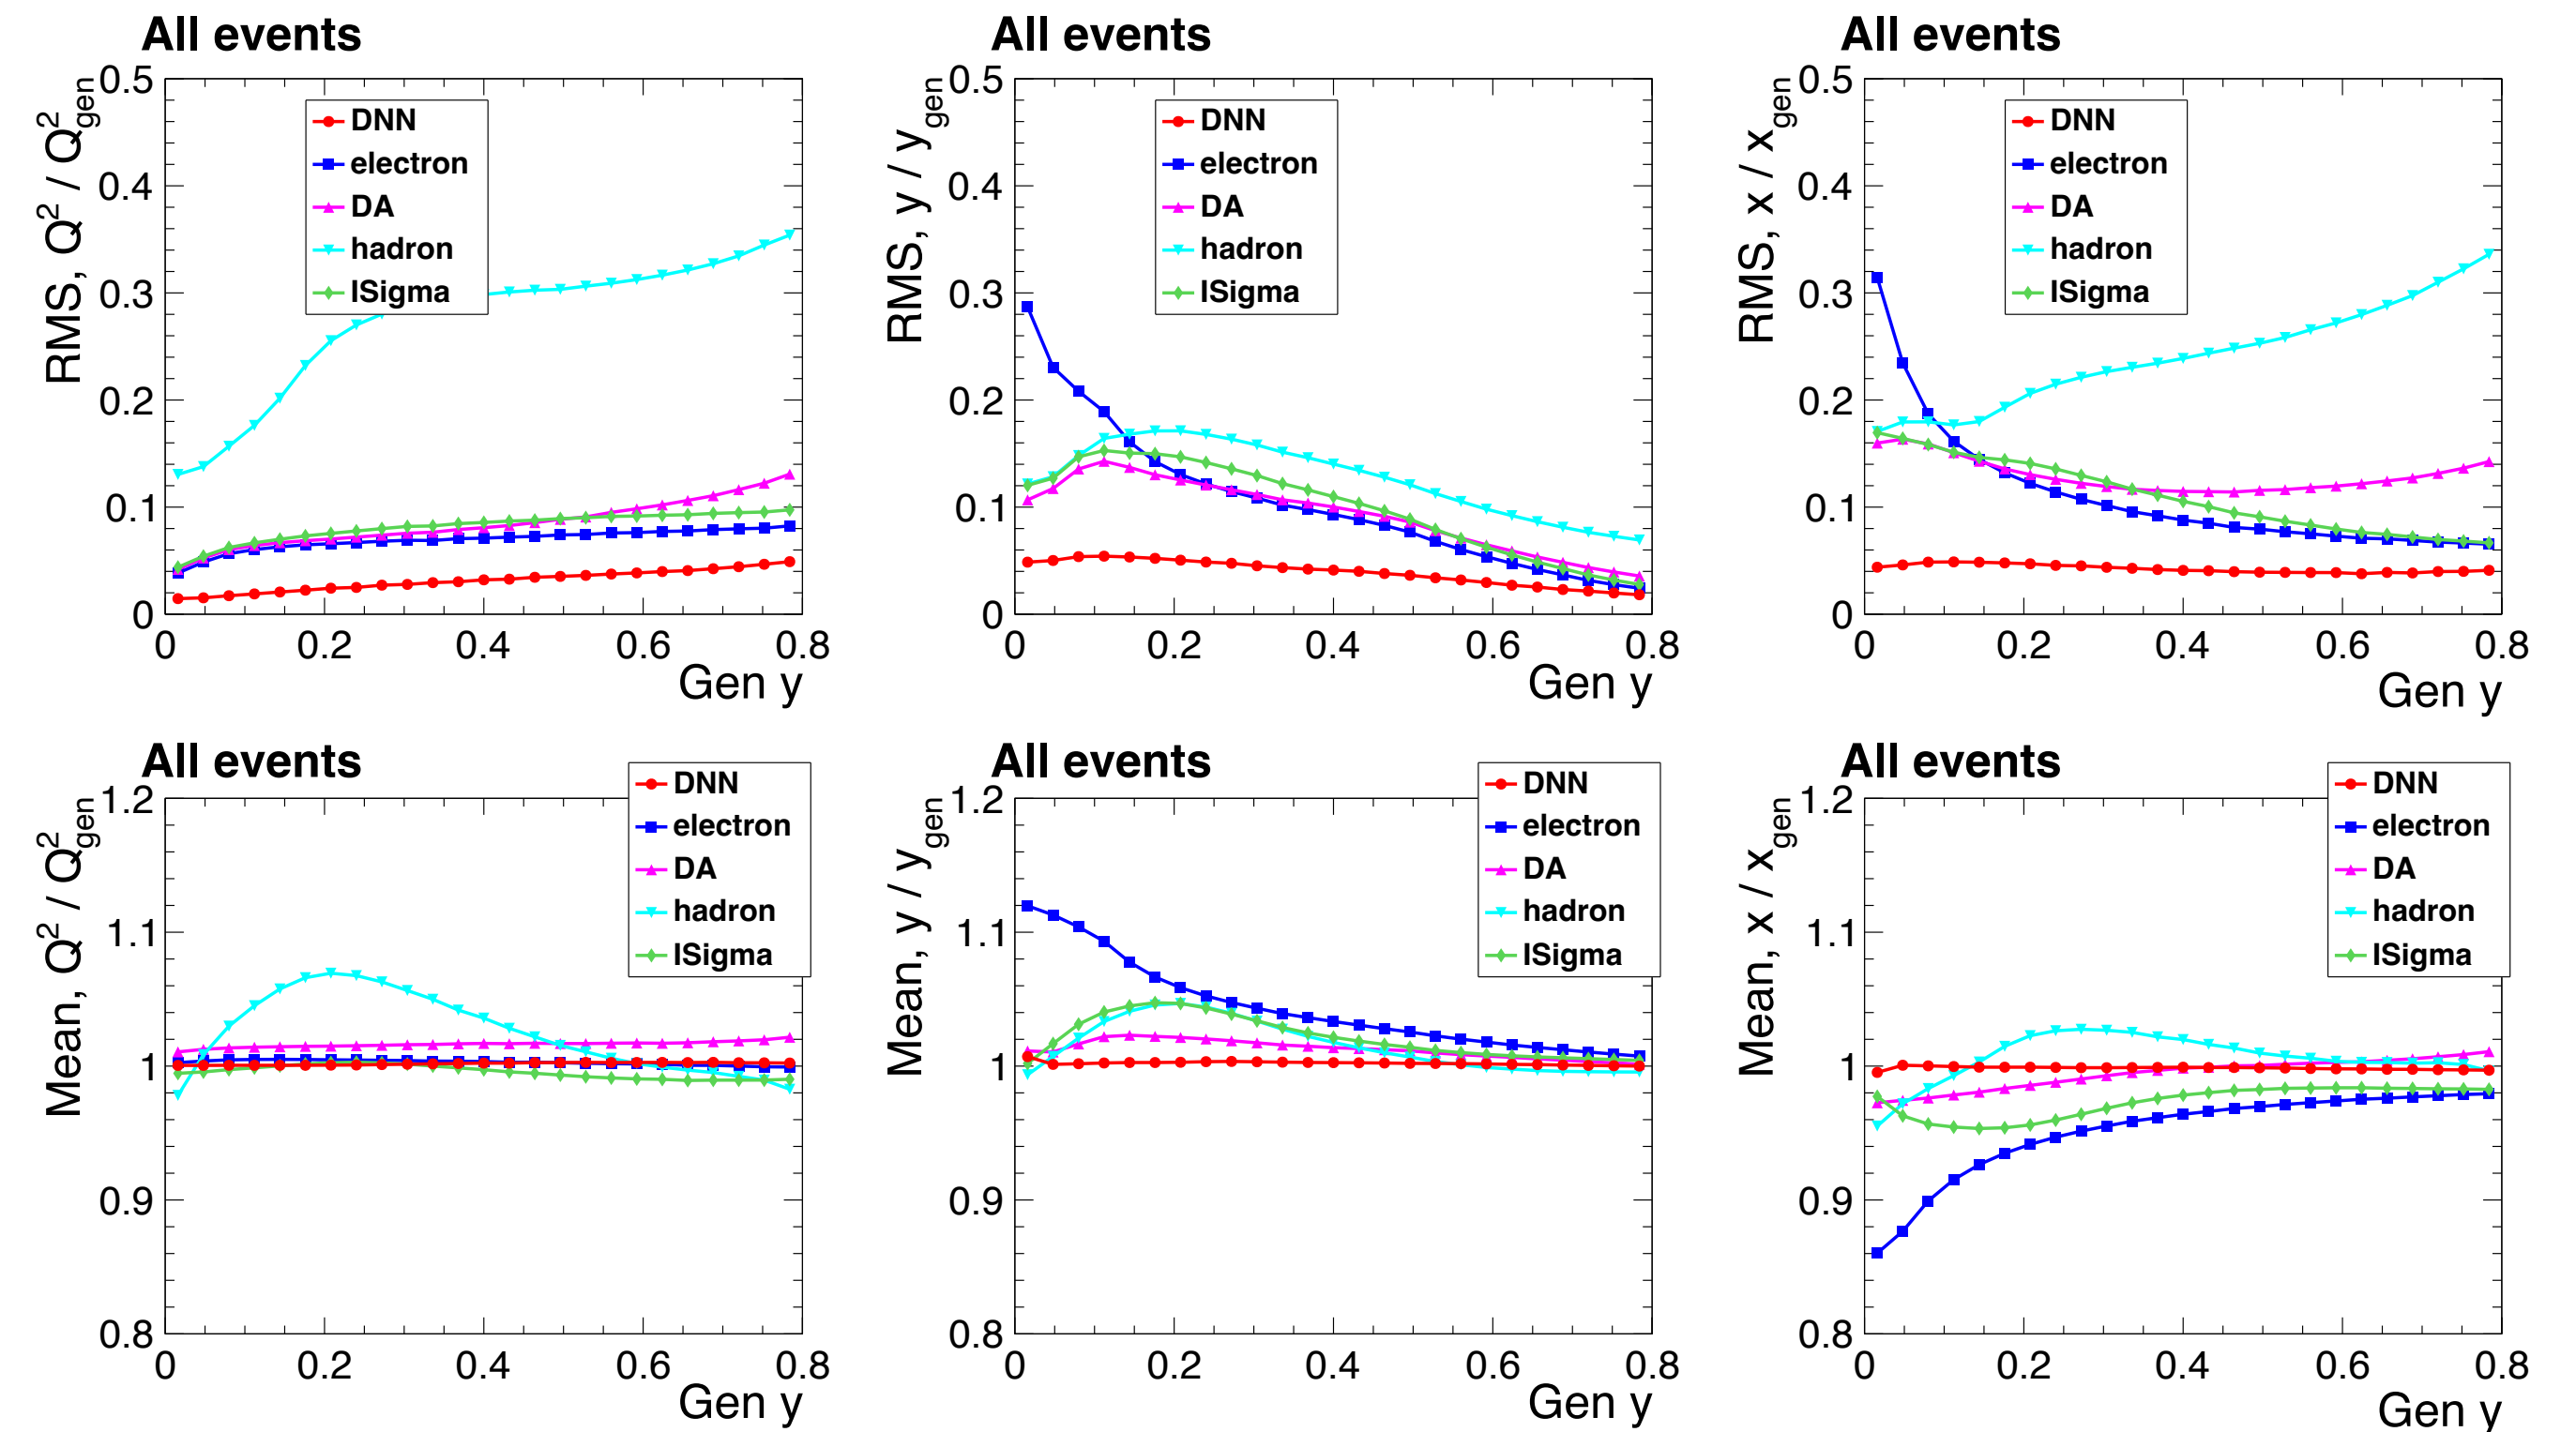 All events
RMS, Q² / Q²gen
0.5
0.4
0.3
0.2
0.1
0
DNN
electron
DA
hadron
ISigma
0 0.2 0.4 0.6 0.8
Gen y
All events
RMS, y / ygen
0.5
0.4
0.3
0.2
0.1
0
DNN
electron
DA
hadron
ISigma
0 0.2 0.4 0.6 0.8
Gen y
All events
RMS, x / xgen
0.5
0.4
0.3
0.2
0.1
0
DNN
electron
DA
hadron
ISigma
0 0.2 0.4 0.6 0.8
Gen y
All events
Mean, Q² / Q²gen
1.2
1.1
1
0.9
0.8
DNN
electron
DA
hadron
ISigma
0 0.2 0.4 0.6 0.8
Gen y
All events
Mean, y / ygen
1.2
1.1
1
0.9
0.8
DNN
electron
DA
hadron
ISigma
0 0.2 0.4 0.6 0.8
Gen y
All events
Mean, x / xgen
1.2
1.1
1
0.9
0.8
DNN
electron
DA
hadron
ISigma
0 0.2 0.4 0.6 0.8
Gen y